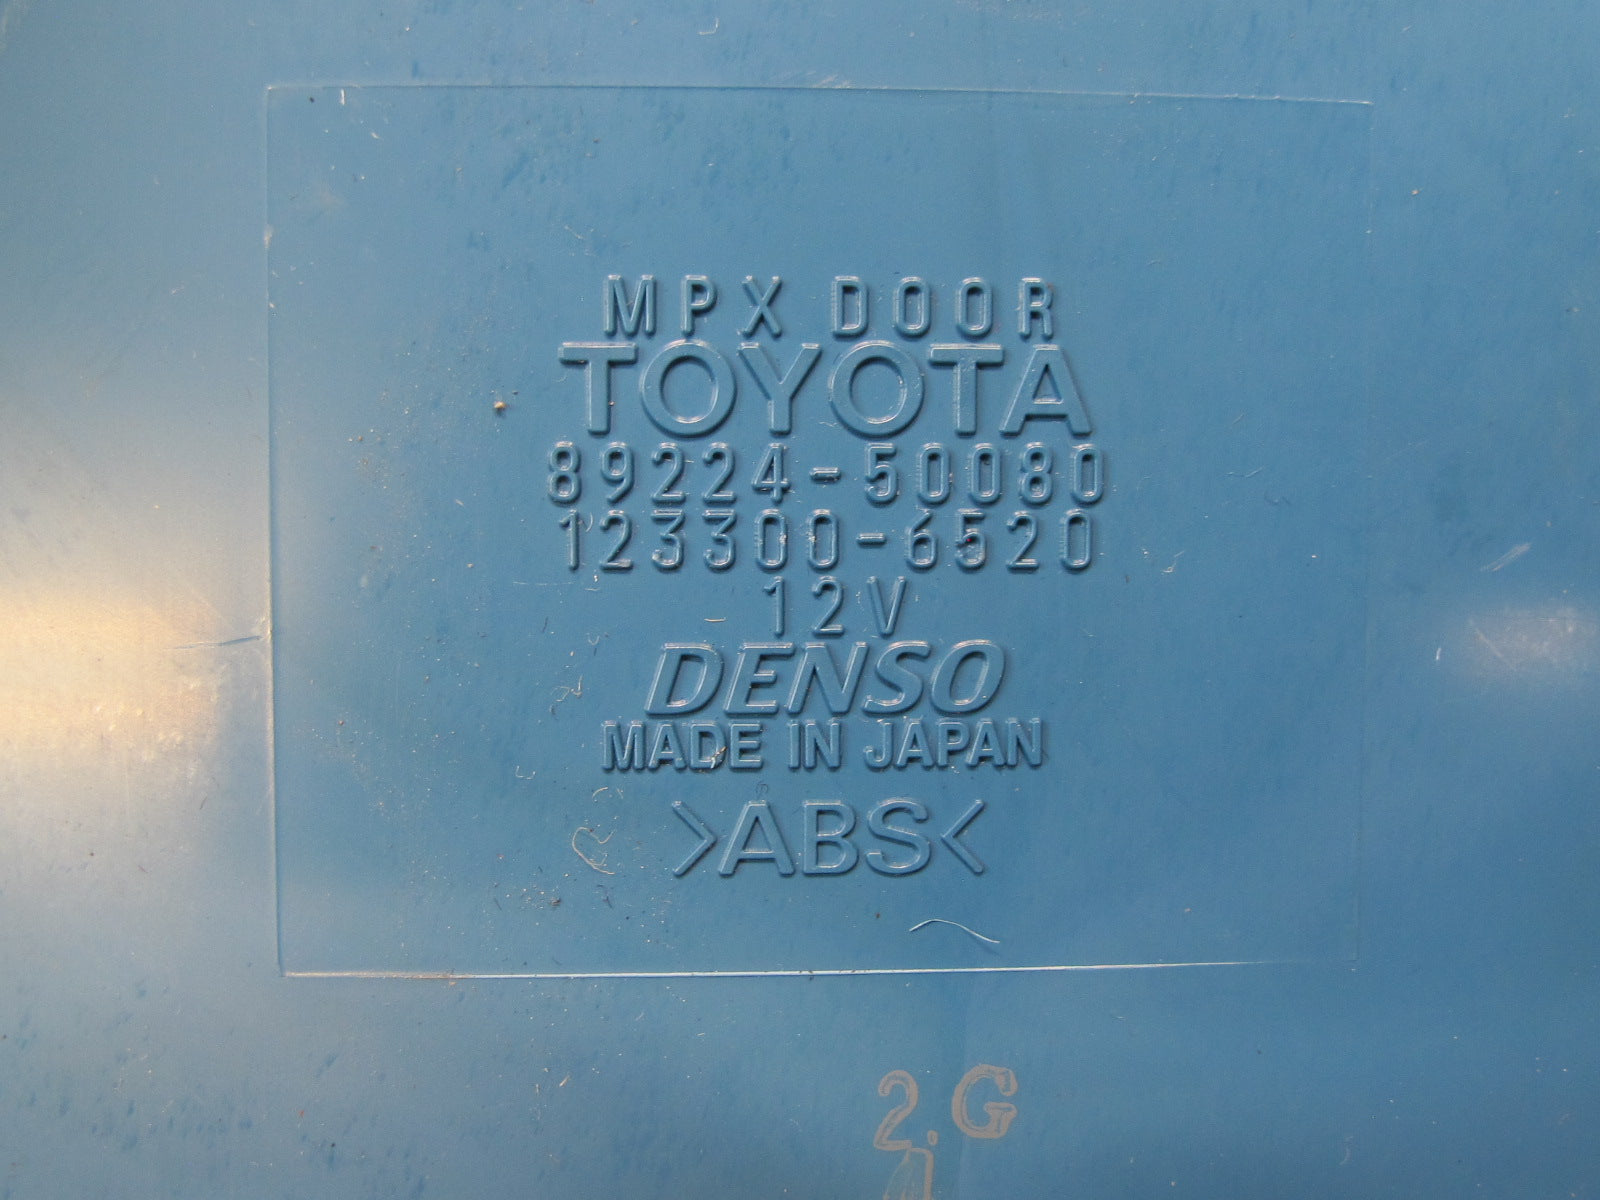 MPX DOOR
TOYOTA
89224-50080
123300-6520
12V
DENSO
MADE IN JAPAN
>ABS<
2.G